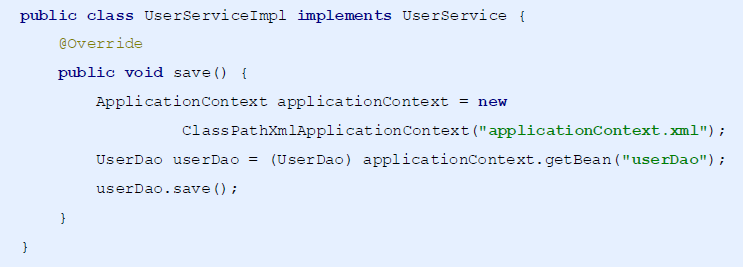 public class UserServiceImpl implements UserService {
@Override
public void save() {
ApplicationContext applicationContext = new
ClassPathXmlApplicationContext("applicationContext.xml");
UserDao userDao = (UserDao) applicationContext.getBean("userDao");
userDao.save();
}
}